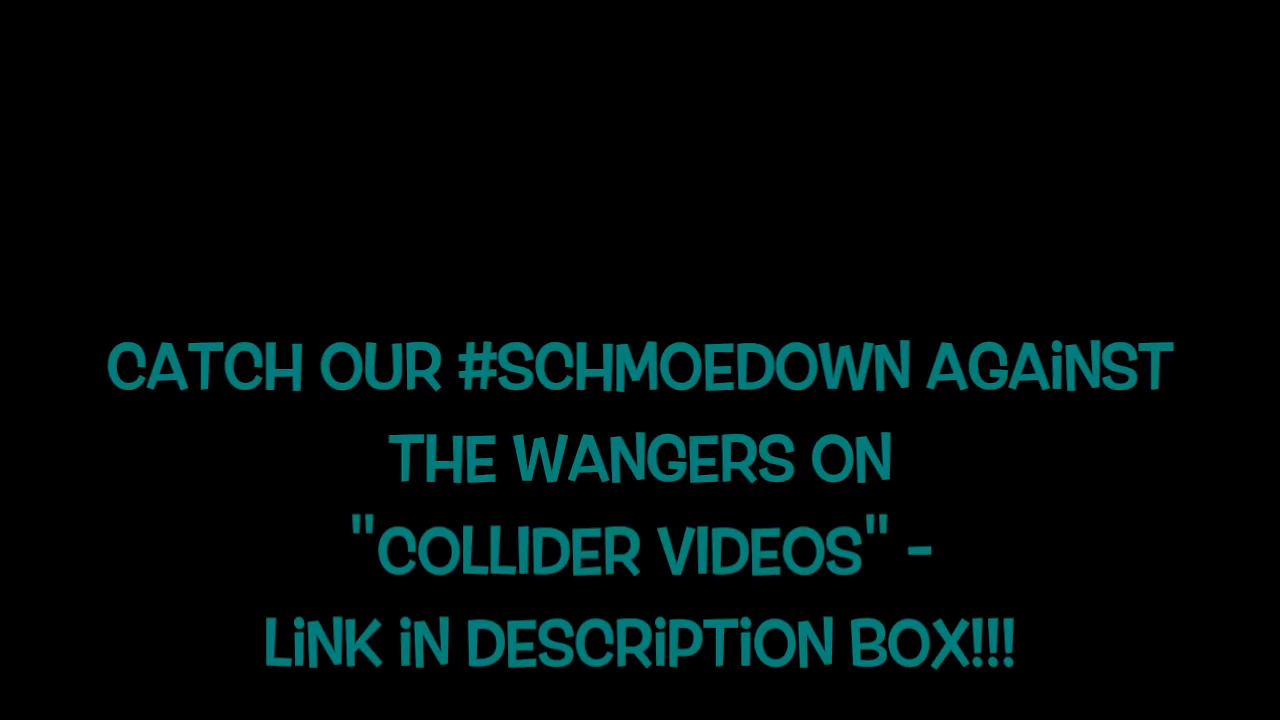 CATCH OUR #SCHMOEDOWN AGAiNST
THE WANGERS ON
"COLLIDER VIDEOS" -
LiNK iN DESCRiPTiON BOX!!!